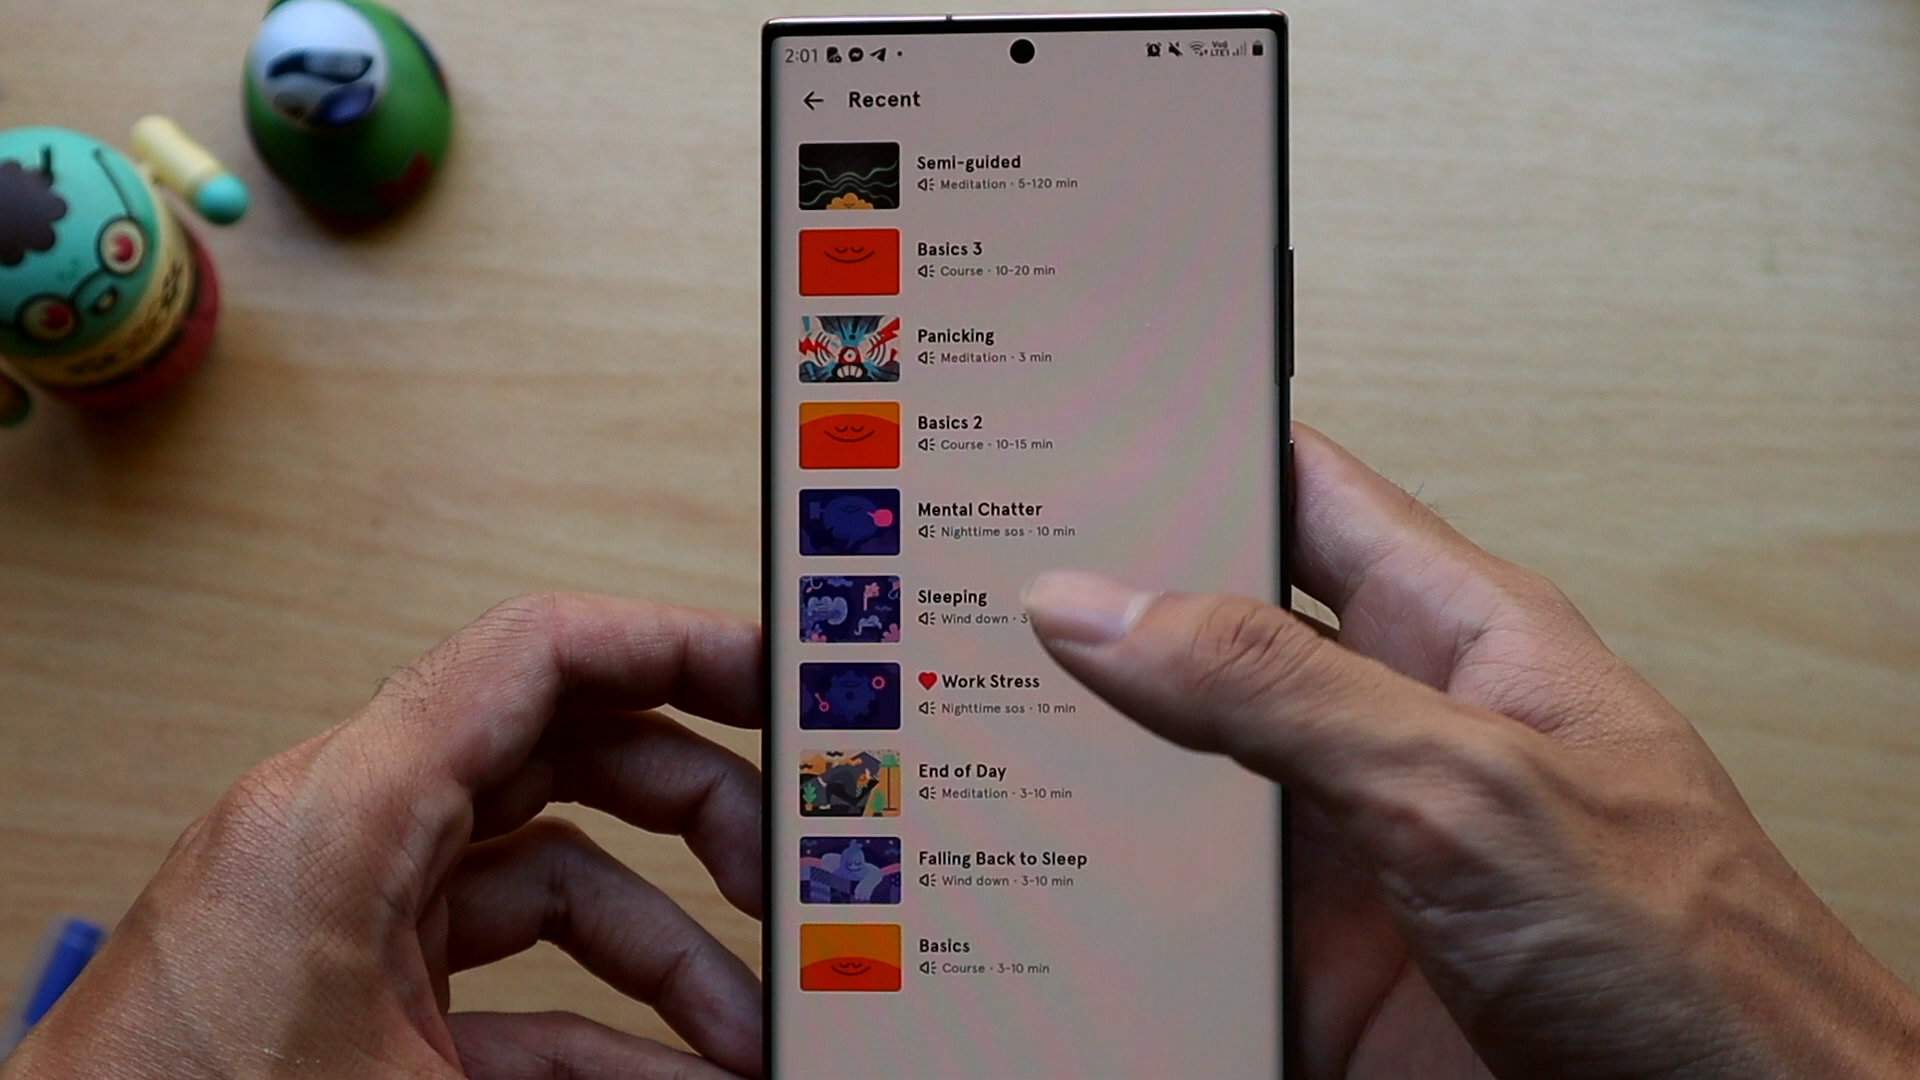 2:01
VoJ
LTE1
Recent
Semi-guided
Meditation · 5-120 min
Basics 3
Course · 10-20 min
Panicking
Meditation · 3 min
Basics 2
Course · 10-15 min
Mental Chatter
Nighttime sos · 10 min
Sleeping
Wind down · 3
Work Stress
Nighttime sos · 10 min
End of Day
Meditation · 3-10 min
Falling Back to Sleep
Wind down · 3-10 min
Basics
Course · 3-10 min